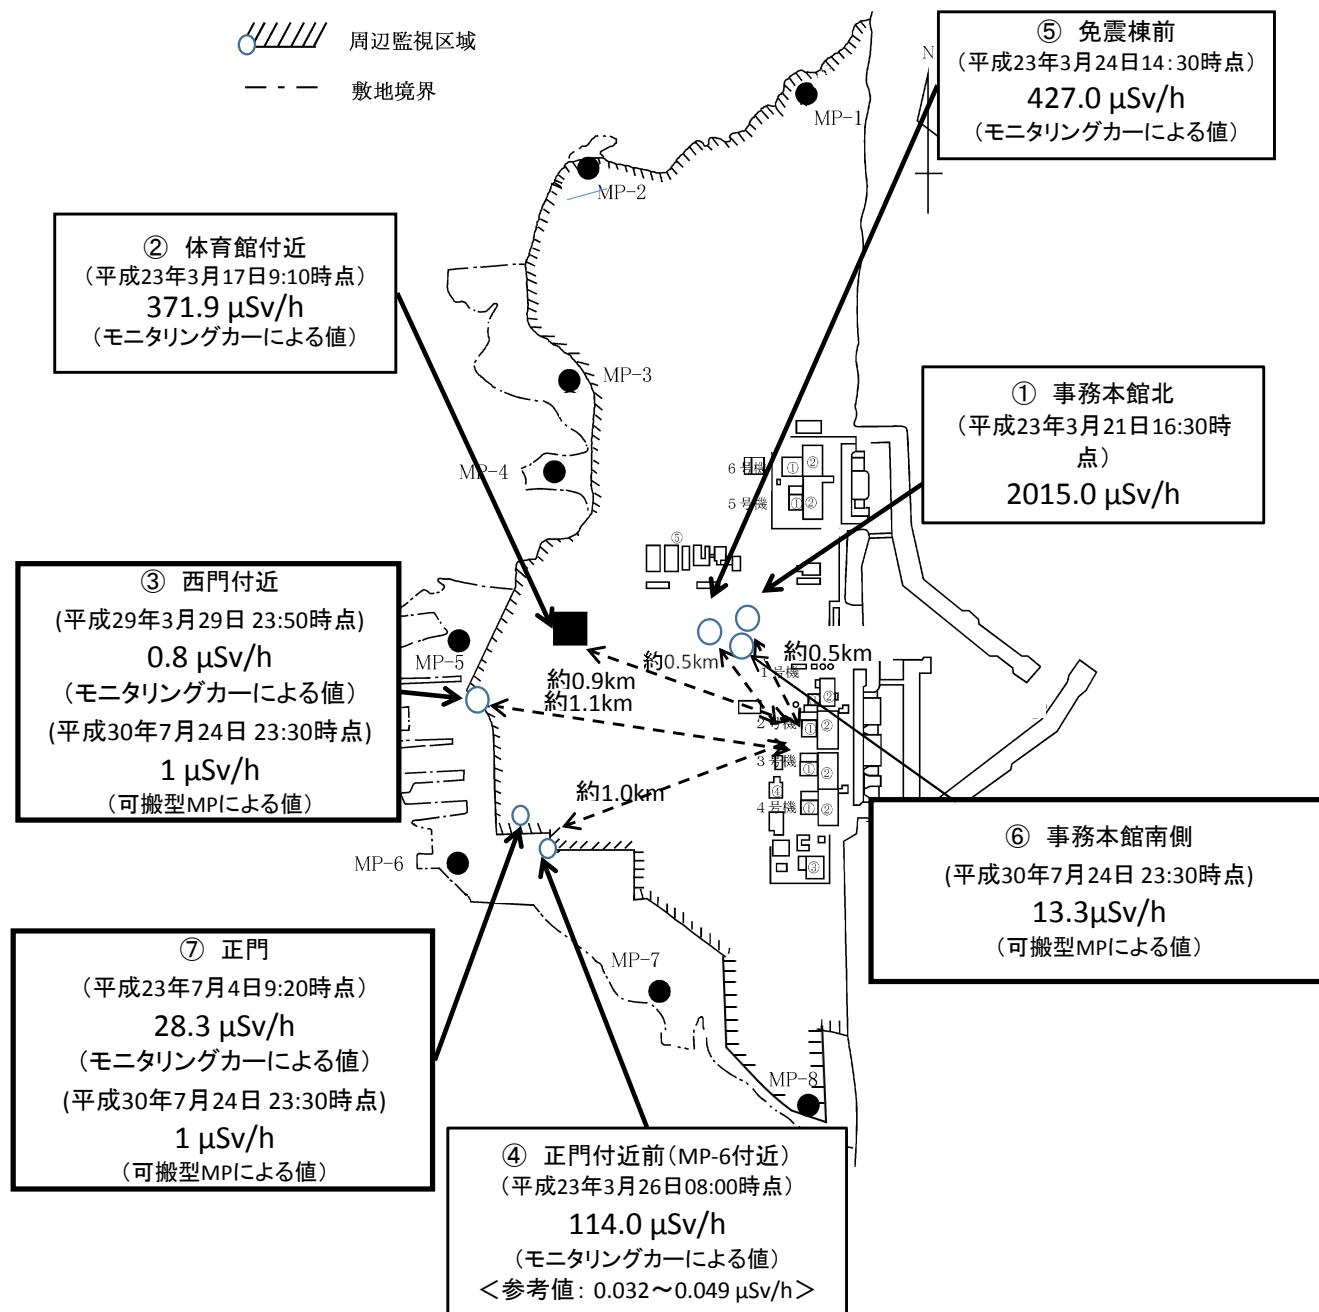 周辺監視区域
敷地境界
⑤ 免震棟前
(平成23年3月24日14:30時点)
427.0 μSv/h
(モニタリングカーによる値)
N
MP-1
MP-2
② 体育館付近
(平成23年3月17日9:10時点)
371.9 μSv/h
(モニタリングカーによる値)
MP-3
MP-4
① 事務本館北
(平成23年3月21日16:30時
点)
2015.0 μSv/h
6号機
① ②
5号機
① ②
⑤
③ 西門付近
(平成29年3月29日 23:50時点)
0.8 μSv/h
(モニタリングカーによる値)
(平成30年7月24日 23:30時点)
1 μSv/h
(可搬型MPによる値)
MP-5
約0.5km
約0.5km
約0.9km
約1.1km
約1.0km
1号機
②
2号機
① ②
3号機
① ②
④
4号機
① ②
③
MP-6
⑥ 事務本館南側
(平成30年7月24日 23:30時点)
13.3μSv/h
(可搬型MPによる値)
⑦ 正門
(平成23年7月4日9:20時点)
28.3 μSv/h
(モニタリングカーによる値)
(平成30年7月24日 23:30時点)
1 μSv/h
(可搬型MPによる値)
MP-7
MP-8
④ 正門付近前(MP-6付近)
(平成23年3月26日08:00時点)
114.0 μSv/h
(モニタリングカーによる値)
<参考値: 0.032~0.049 μSv/h>